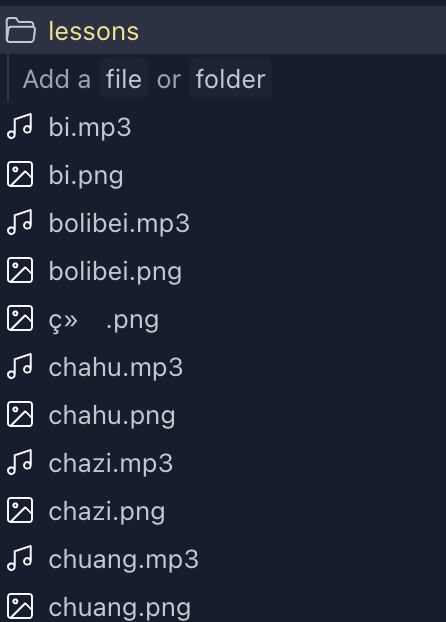 lessons
Add a file or folder
bi.mp3
bi.png
bolibei.mp3
bolibei.png
ç» .png
chahu.mp3
chahu.png
chazi.mp3
chazi.png
chuang.mp3
chuang.png